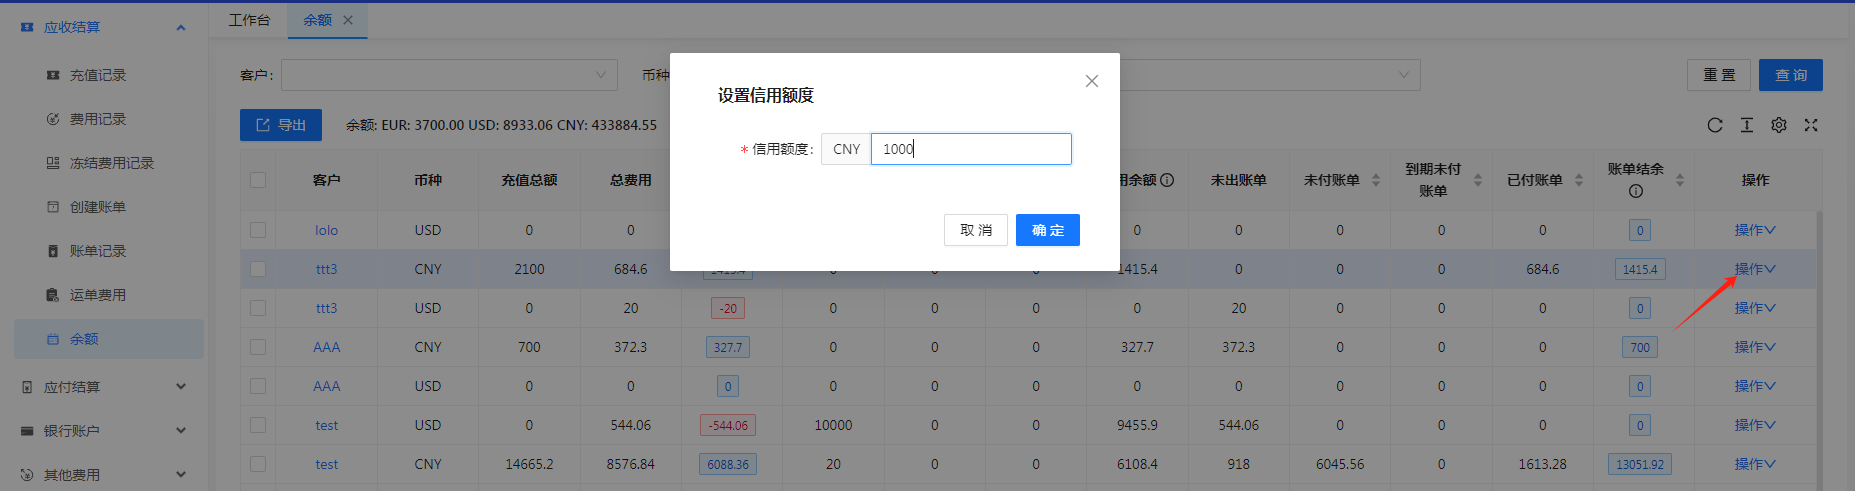 应收结算
充值记录
费用记录
冻结费用记录
创建账单
账单记录
运单费用
余额
应付结算
银行账户
其他费用
工作台 余额
客户: 币种
重 置 查 询
导出 余额: EUR: 3700.00 USD: 8933.06 CNY: 433884.55
设置信用额度
* 信用额度: CNY 1000
取 消 确 定
客户 币种 充值总额 总费用 用余额 未出账单 未付账单 到期未付账单 已付账单 账单结余 操作
lolo USD 0 0 0 0 0 0 0 0 操作
ttt3 CNY 2100 684.6 1415.4 0 0 0 1415.4 0 0 0 684.6 1415.4 操作
ttt3 USD 0 20 -20 0 0 0 0 20 0 0 0 0 操作
AAA CNY 700 372.3 327.7 0 0 0 327.7 372.3 0 0 0 700 操作
AAA USD 0 0 0 0 0 0 0 0 0 0 0 0 操作
test USD 0 544.06 -544.06 10000 0 0 9455.9 544.06 0 0 0 0 操作
test CNY 14665.2 8576.84 6088.36 20 0 0 6108.4 918 6045.56 0 1613.28 13051.92 操作